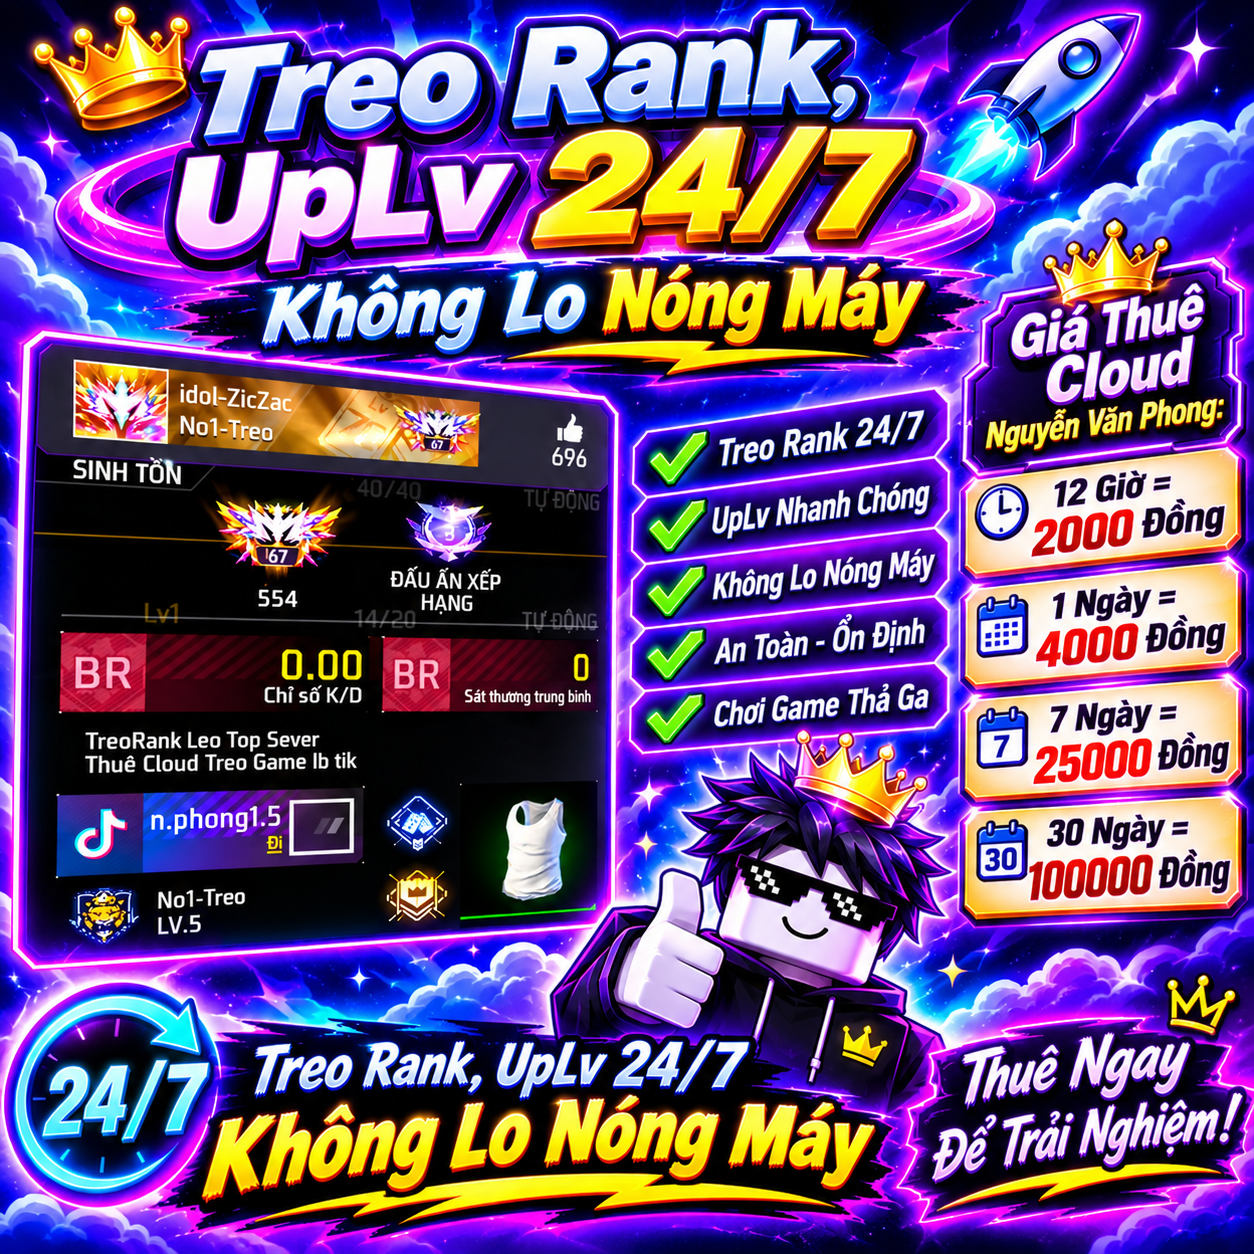 Treo Rank,
UpLv 24/7
Không Lo Nóng Máy
idol-ZicZac
No1-Treo
67
696
SINH TỒN
40/40
TỰ ĐỘNG
67
554
ĐẤU ẤN XẾP
HẠNG
Lv1
14/20
TỰ ĐỘNG
BR
0.00
Chỉ số K/D
BR
0
Sát thương trung bình
TreoRank Leo Top Sever
Thuê Cloud Treo Game Ib tik
n.phong1.5
Đi
No1-Treo
LV.5
Treo Rank 24/7
UpLv Nhanh Chóng
Không Lo Nóng Máy
An Toàn - Ổn Định
Chơi Game Thả Ga
Giá Thuê
Cloud
Nguyễn Văn Phong:
12 Giờ =
2000 Đồng
1 Ngày =
4000 Đồng
7
7 Ngày =
25000 Đồng
30
30 Ngày =
100000 Đồng
24/7
Treo Rank, UpLv 24/7
Không Lo Nóng Máy
Thuê Ngay
Để Trải Nghiệm!